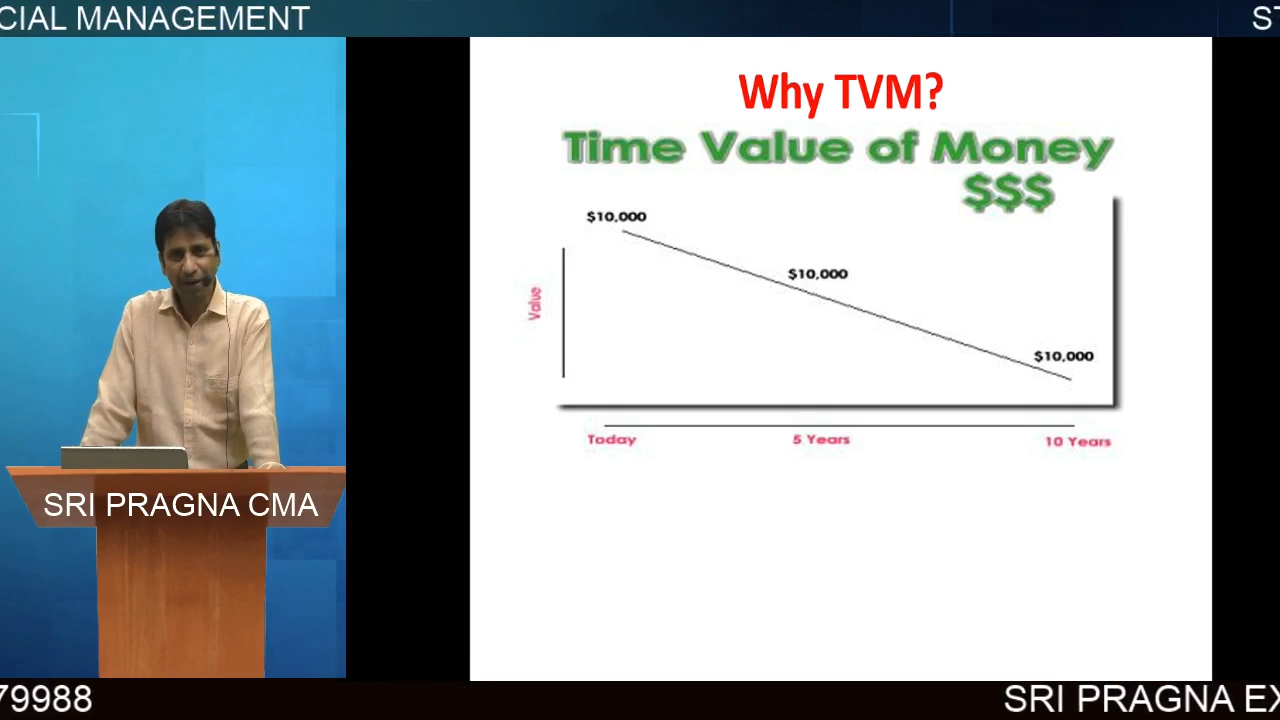 CIAL MANAGEMENT
ST
Why TVM?
Time Value of Money
$$$
$10,000
$10,000
Value
$10,000
Today
5 Years
10 Years
SRI PRAGNA CMA
79988
SRI PRAGNA EX